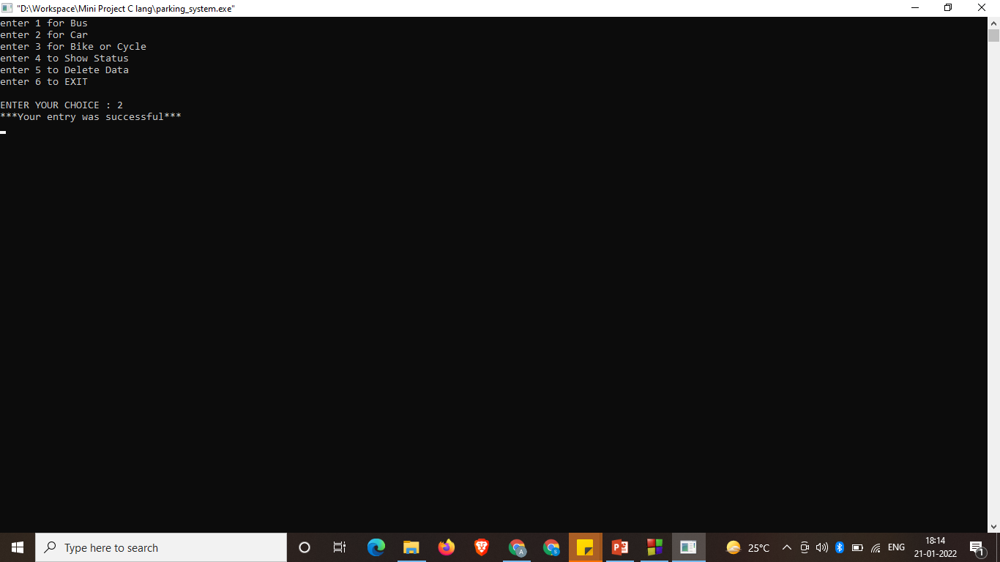 "D:\Workspace\Mini Project C lang\parking_system.exe"
enter 1 for Bus
enter 2 for Car
enter 3 for Bike or Cycle
enter 4 to Show Status
enter 5 to Delete Data
enter 6 to EXIT
ENTER YOUR CHOICE : 2
***Your entry was successful***
Type here to search
25°C
ENG
18:14
21-01-2022
1